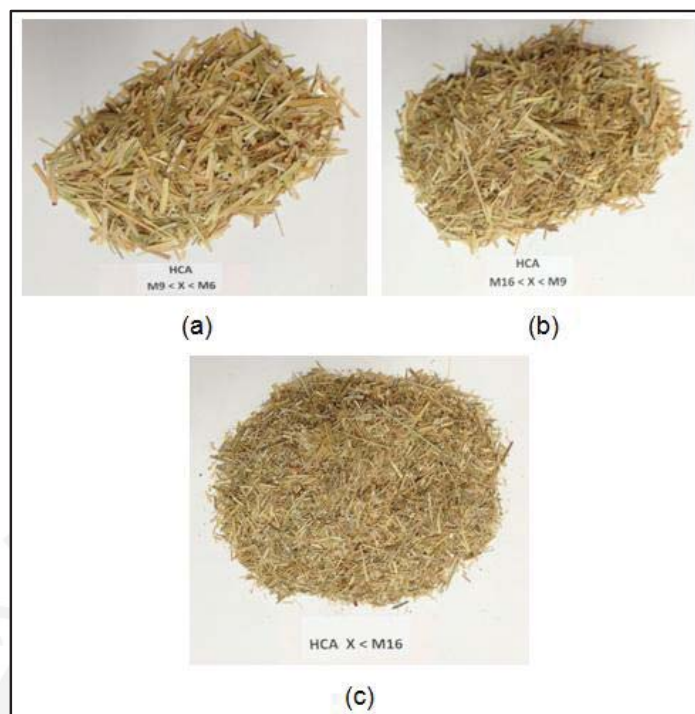 HCA
M9 < X < M6
(a)
HCA
M16 < X < M9
(b)
HCA X < M16
(c)